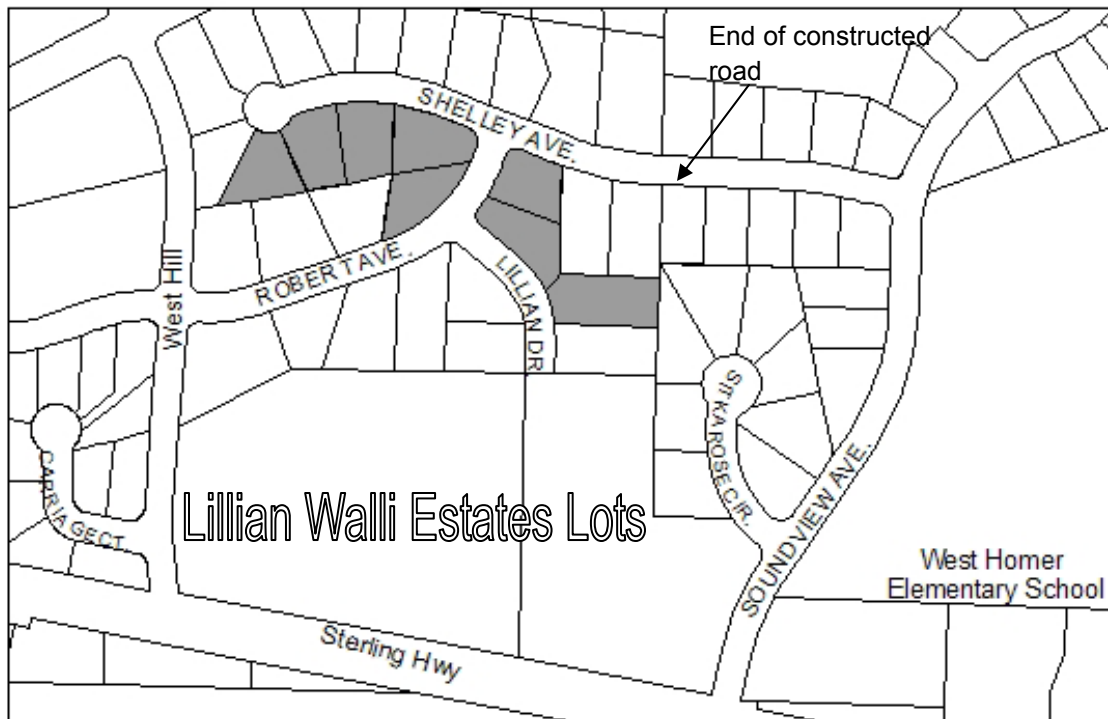 End of constructed
road
SHELLEY AVE.
ROBERT AVE.
West Hill
LILLIAN DR
SITKA ROSE CIR.
CARRIAGE CT.
Lillian Walli Estates Lots
SOUNDVIEW AVE.
West Homer
Elementary School
Sterling Hwy